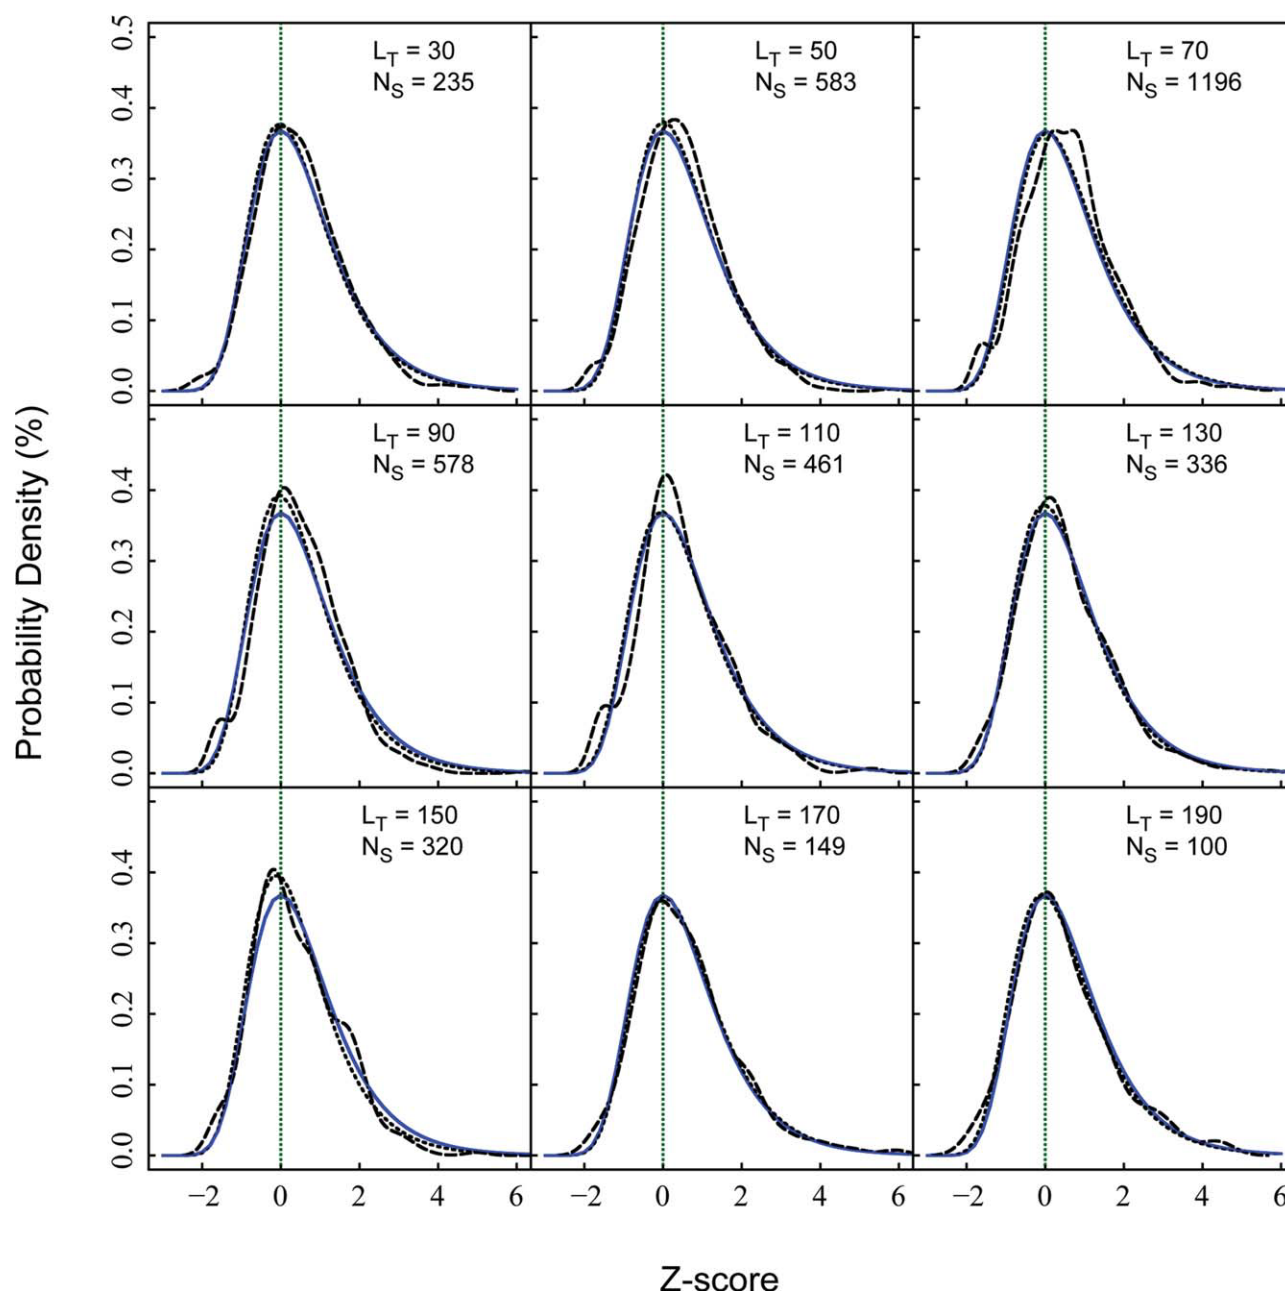 0.5
L_T = 30
N_S = 235
L_T = 50
N_S = 583
L_T = 70
N_S = 1196
0.4
0.3
0.2
0.1
0.0
L_T = 90
N_S = 578
L_T = 110
N_S = 461
L_T = 130
N_S = 336
0.4
0.3
0.2
0.1
0.0
Probability Density (%)
L_T = 150
N_S = 320
L_T = 170
N_S = 149
L_T = 190
N_S = 100
0.4
0.3
0.2
0.1
0.0
−2 0 2 4 6 −2 0 2 4 6 −2 0 2 4 6
Z-score